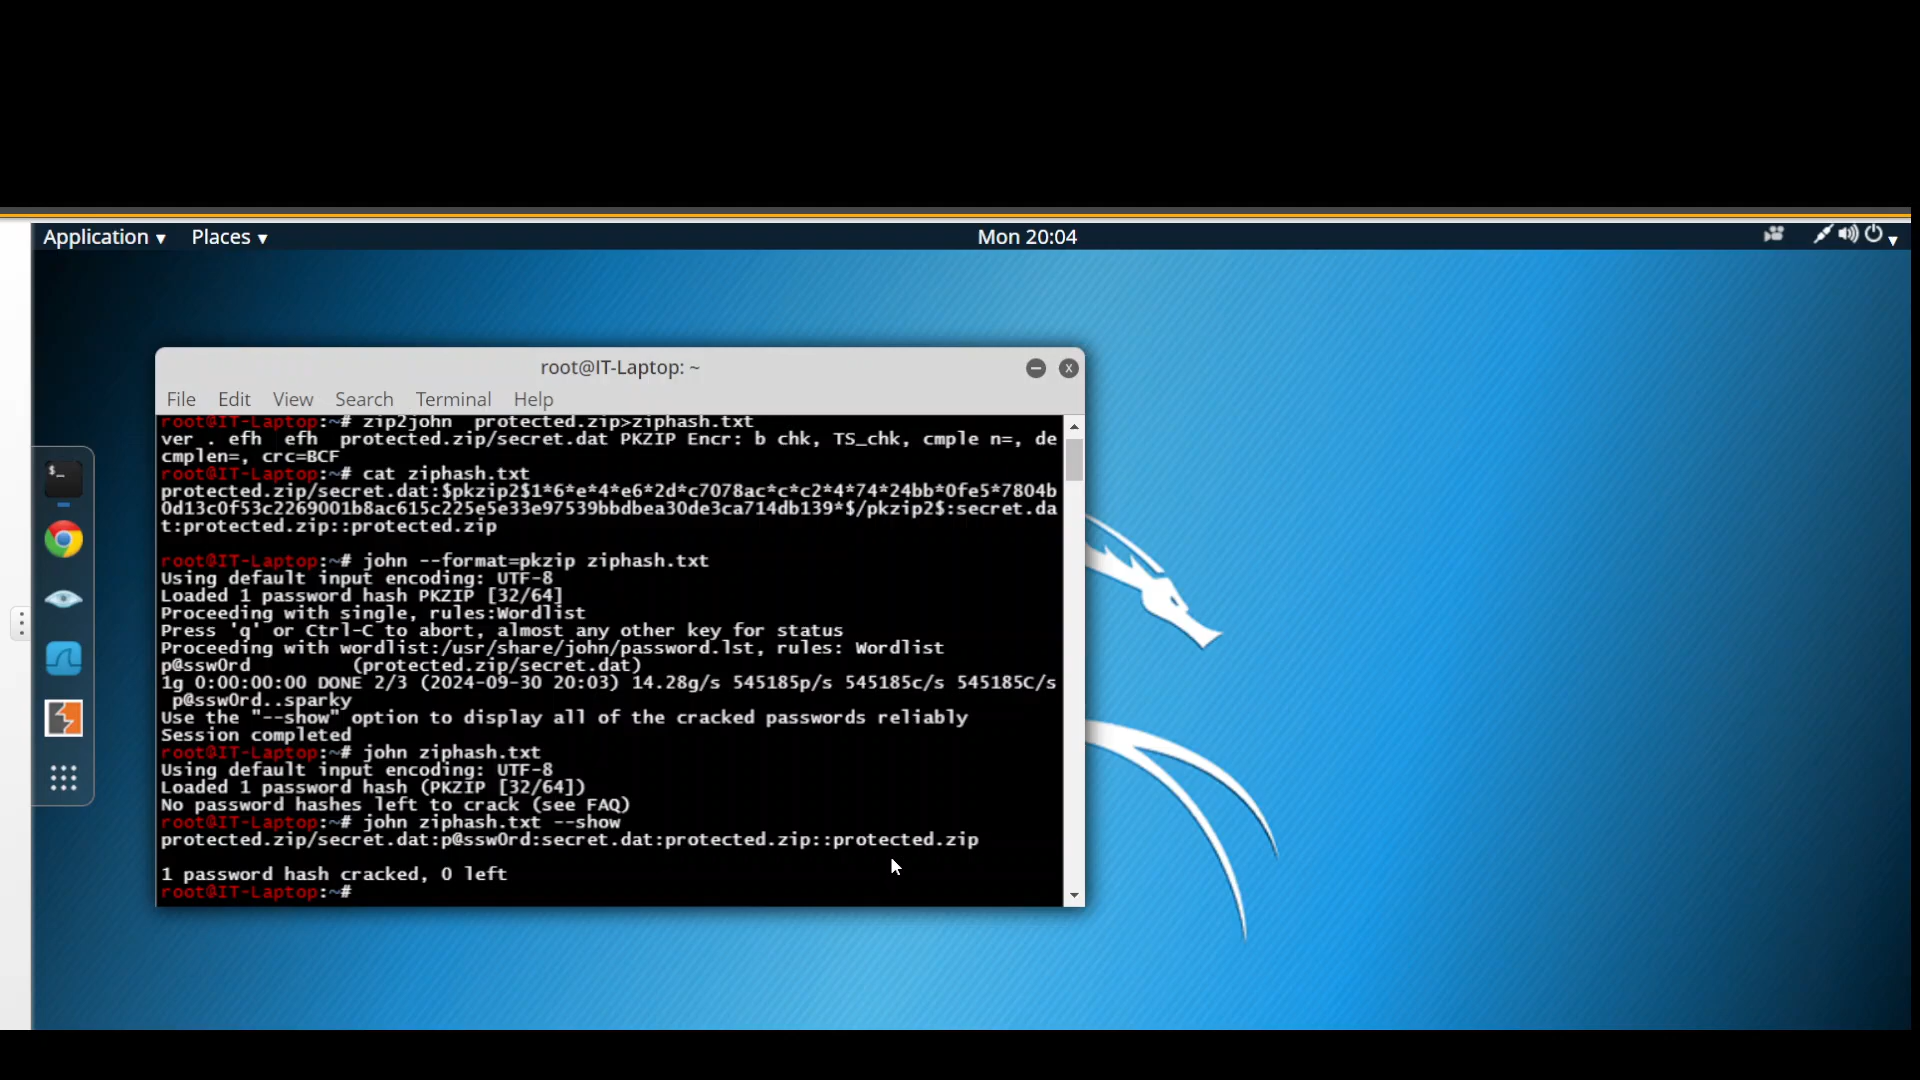 Application ▾ Places ▾ Mon 20:04
root@IT-Laptop: ~
File Edit View Search Terminal Help
root@IT-Laptop:~# zip2john  protected.zip>ziphash.txt
ver . efh  efh  protected.zip/secret.dat PKZIP Encr: b chk, TS_chk, cmple n=, de
cmplen=, crc=BCF
root@IT-Laptop:~# cat ziphash.txt
protected.zip/secret.dat:$pkzip2$1*6*e*4*e6*2d*c7078ac*c*c2*4*74*24bb*0fe5*7804b
0d13c0f53c2269001b8ac615c225e5e33e97539bbdbea30de3ca714db139*$/pkzip2$:secret.da
t:protected.zip::protected.zip
root@IT-Laptop:~# john --format=pkzip ziphash.txt
Using default input encoding: UTF-8
Loaded 1 password hash PKZIP [32/64]
Proceeding with single, rules:Wordlist
Press 'q' or Ctrl-C to abort, almost any other key for status
Proceeding with wordlist:/usr/share/john/password.lst, rules: Wordlist
p@ssw0rd         (protected.zip/secret.dat)
1g 0:00:00:00 DONE 2/3 (2024-09-30 20:03) 14.28g/s 545185p/s 545185c/s 545185C/s
p@ssw0rd..sparky
Use the "--show" option to display all of the cracked passwords reliably
Session completed
root@IT-Laptop:~# john ziphash.txt
Using default input encoding: UTF-8
Loaded 1 password hash (PKZIP [32/64])
No password hashes left to crack (see FAQ)
root@IT-Laptop:~# john ziphash.txt --show
protected.zip/secret.dat:p@ssw0rd:secret.dat:protected.zip::protected.zip
1 password hash cracked, 0 left
root@IT-Laptop:~#